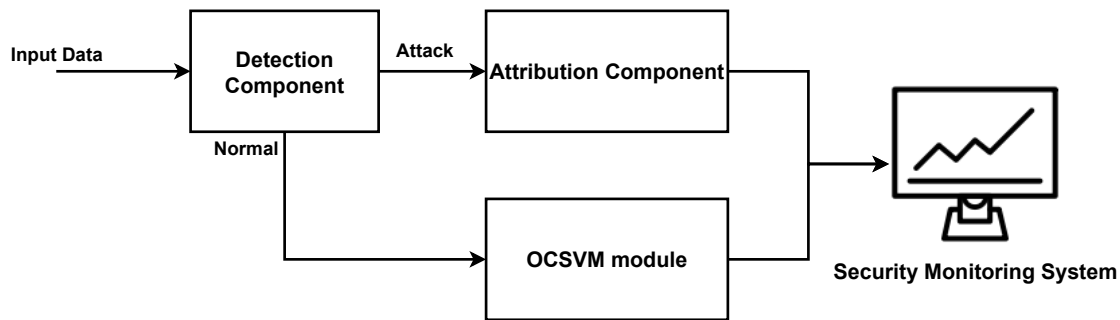 Input Data
Detection
Component
Attack
Attribution Component
Normal
OCSVM module
Security Monitoring System